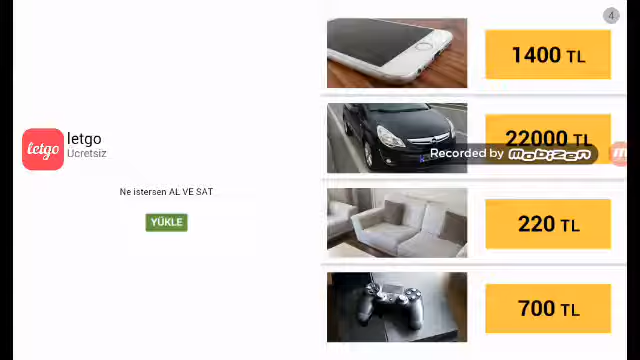 4
letgo
letgo
Ucretsiz
Ne istersen AL VE SAT
YÜKLE
1400 TL
22000 TL
Recorded by mobizen
220 TL
700 TL